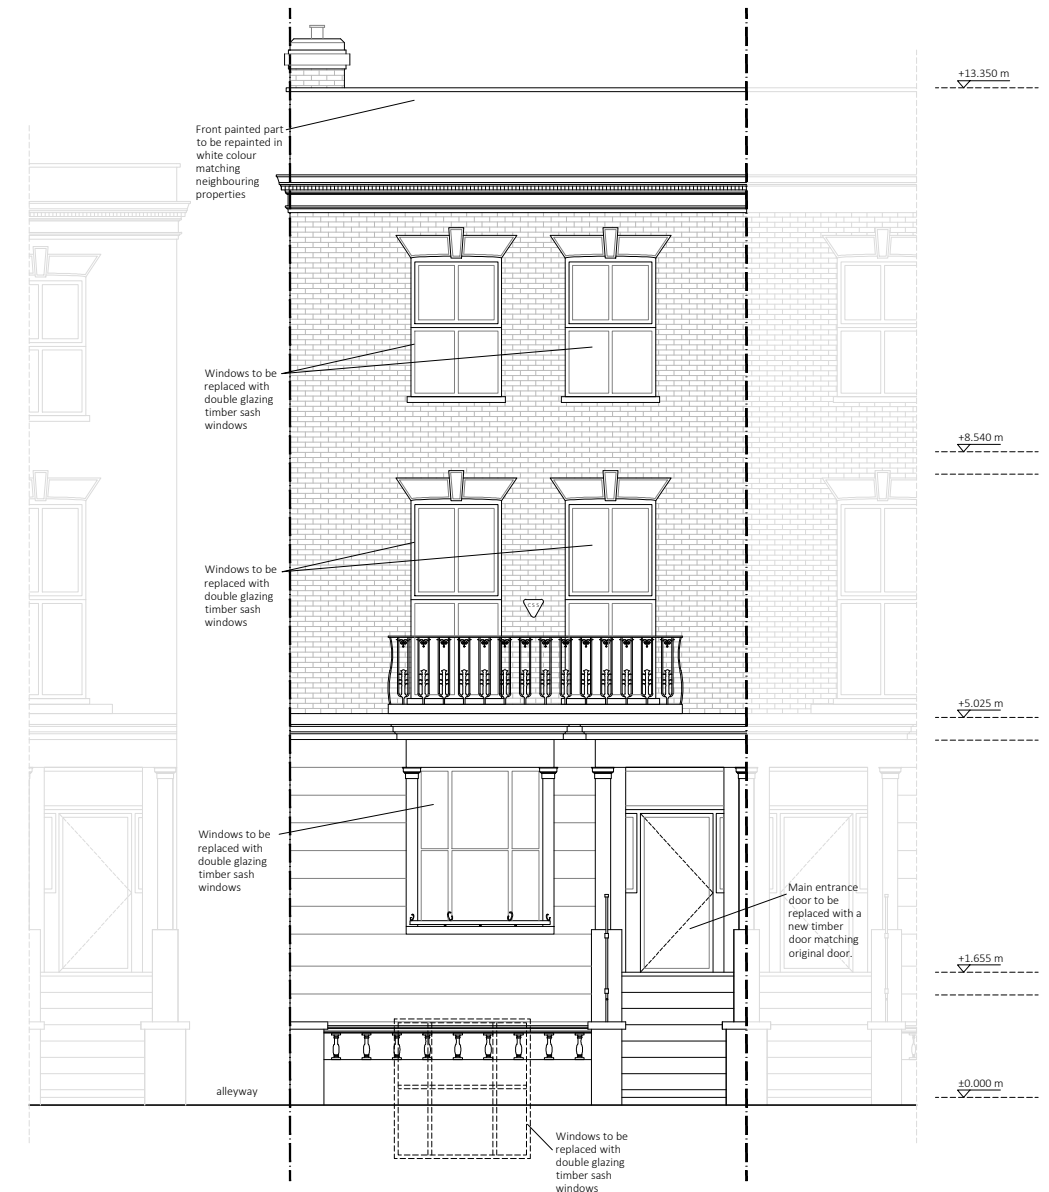 +13.350 m
Front painted part
to be repainted in
white colour
matching
neighbouring
properties
Windows to be
replaced with
double glazing
timber sash
windows
+8.540 m
Windows to be
replaced with
double glazing
timber sash
windows
+5.025 m
Windows to be
replaced with
double glazing
timber sash
windows
Main entrance
door to be
replaced with a
new timber
door matching
original door.
+1.655 m
alleyway
±0.000 m
Windows to be
replaced with
double glazing
timber sash
windows